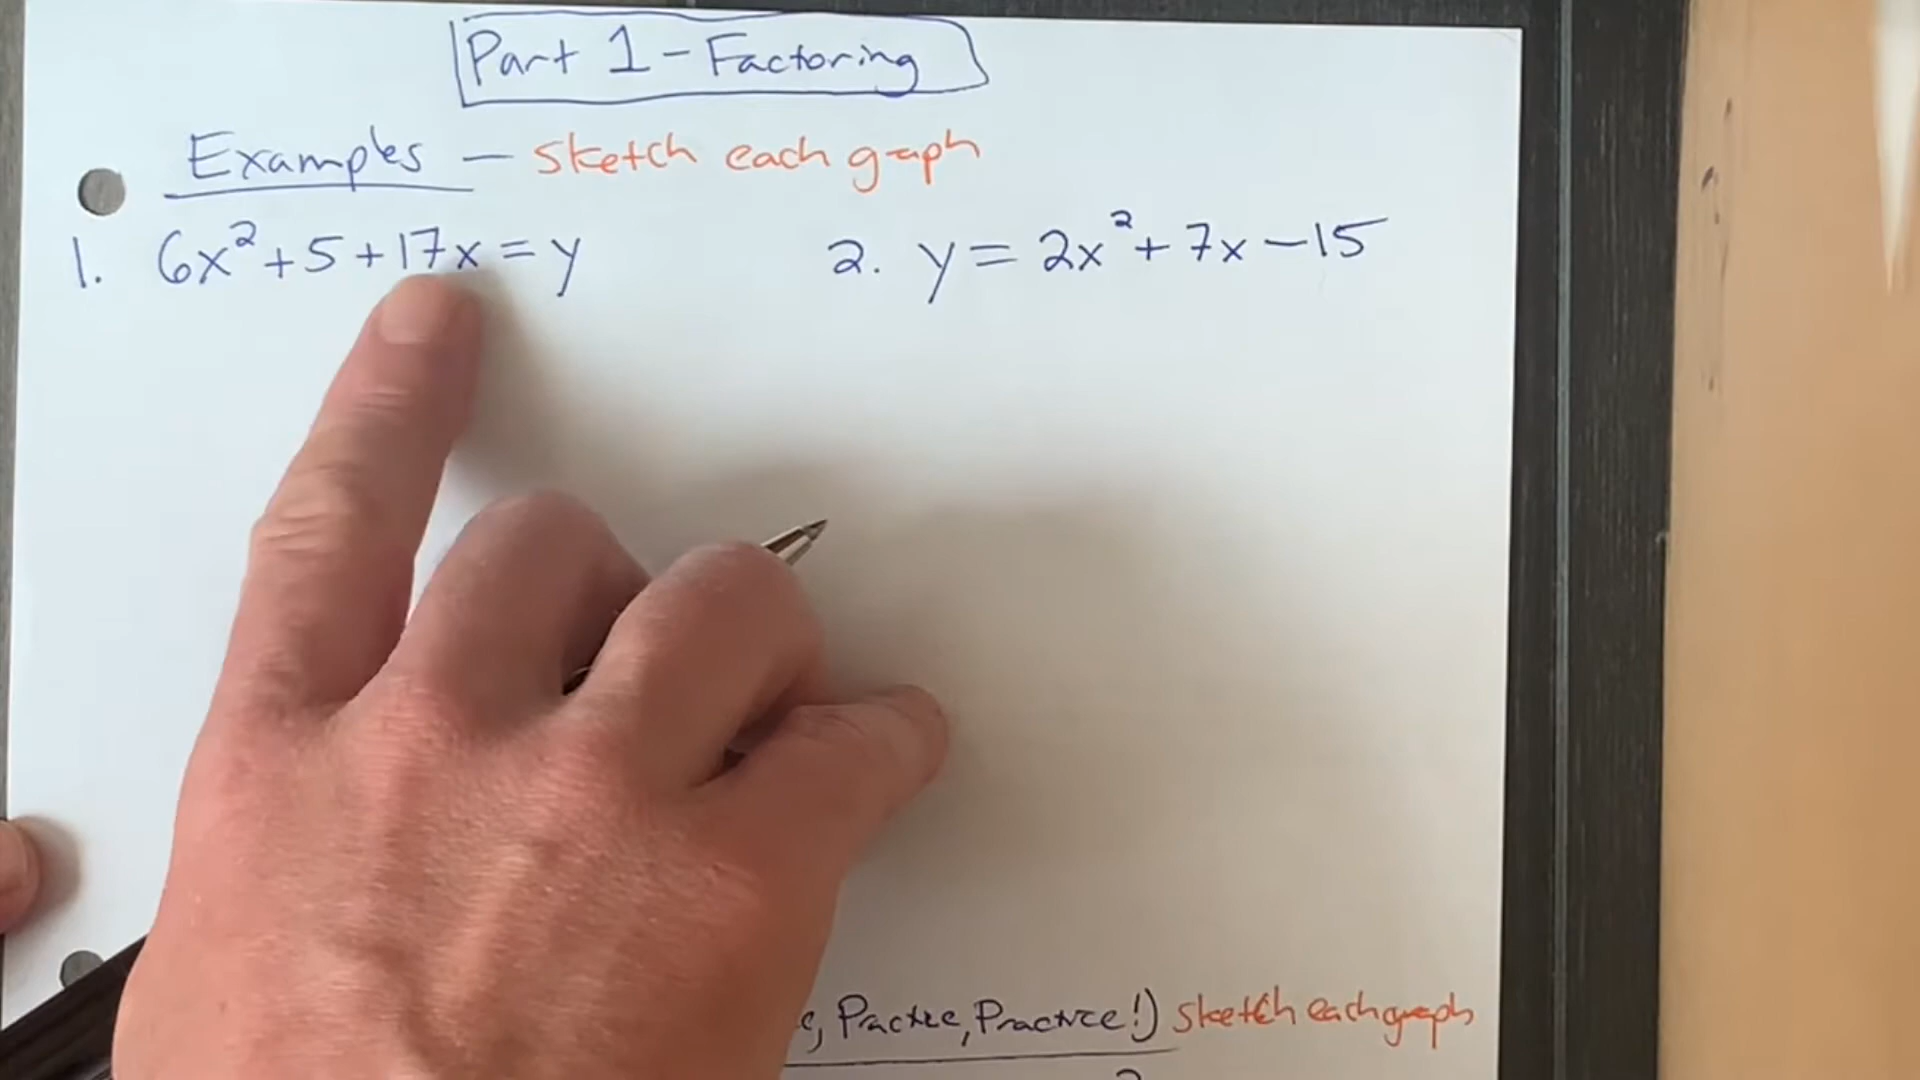 Part 1 - Factoring
Examples - sketch each graph
1. 6x² + 5 + 17x = y
2. y = 2x² + 7x - 15
, Practice, Practice!) sketch each graph
2